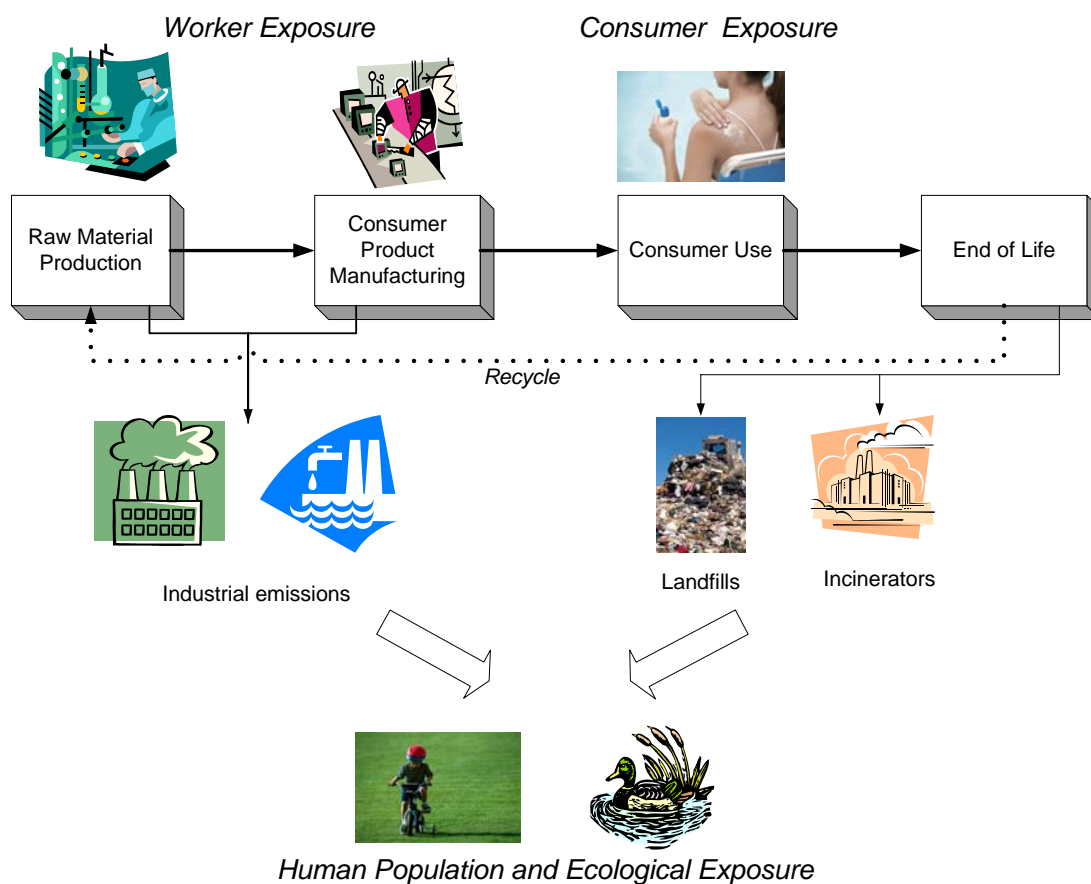 Worker Exposure
Consumer Exposure
Raw Material
Production
Consumer
Product
Manufacturing
Consumer Use
End of Life
Recycle
Industrial emissions
Landfills
Incinerators
Human Population and Ecological Exposure